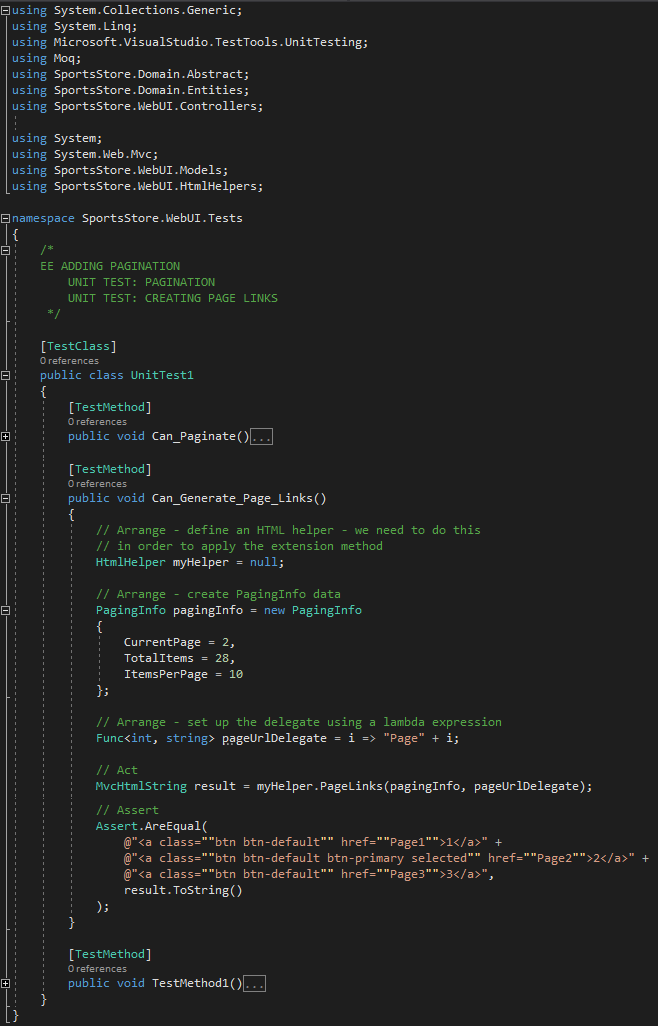 using System.Collections.Generic;
using System.Linq;
using Microsoft.VisualStudio.TestTools.UnitTesting;
using Moq;
using SportsStore.Domain.Abstract;
using SportsStore.Domain.Entities;
using SportsStore.WebUI.Controllers;

using System;
using System.Web.Mvc;
using SportsStore.WebUI.Models;
using SportsStore.WebUI.HtmlHelpers;

namespace SportsStore.WebUI.Tests
{
    /*
    EE ADDING PAGINATION
        UNIT TEST: PAGINATION
        UNIT TEST: CREATING PAGE LINKS
     */

    [TestClass]
    0 references
    public class UnitTest1
    {
        [TestMethod]
        0 references
        public void Can_Paginate()...

        [TestMethod]
        0 references
        public void Can_Generate_Page_Links()
        {
            // Arrange - define an HTML helper - we need to do this
            // in order to apply the extension method
            HtmlHelper myHelper = null;

            // Arrange - create PagingInfo data
            PagingInfo pagingInfo = new PagingInfo
            {
                CurrentPage = 2,
                TotalItems = 28,
                ItemsPerPage = 10
            };

            // Arrange - set up the delegate using a lambda expression
            Func<int, string> pageUrlDelegate = i => "Page" + i;

            // Act
            MvcHtmlString result = myHelper.PageLinks(pagingInfo, pageUrlDelegate);

            // Assert
            Assert.AreEqual(
                @"<a class=""btn btn-default"" href=""Page1"">1</a>" +
                @"<a class=""btn btn-default btn-primary selected"" href=""Page2"">2</a>" +
                @"<a class=""btn btn-default"" href=""Page3"">3</a>",
                result.ToString()
            );
        }

        [TestMethod]
        0 references
        public void TestMethod1()...
    }
}